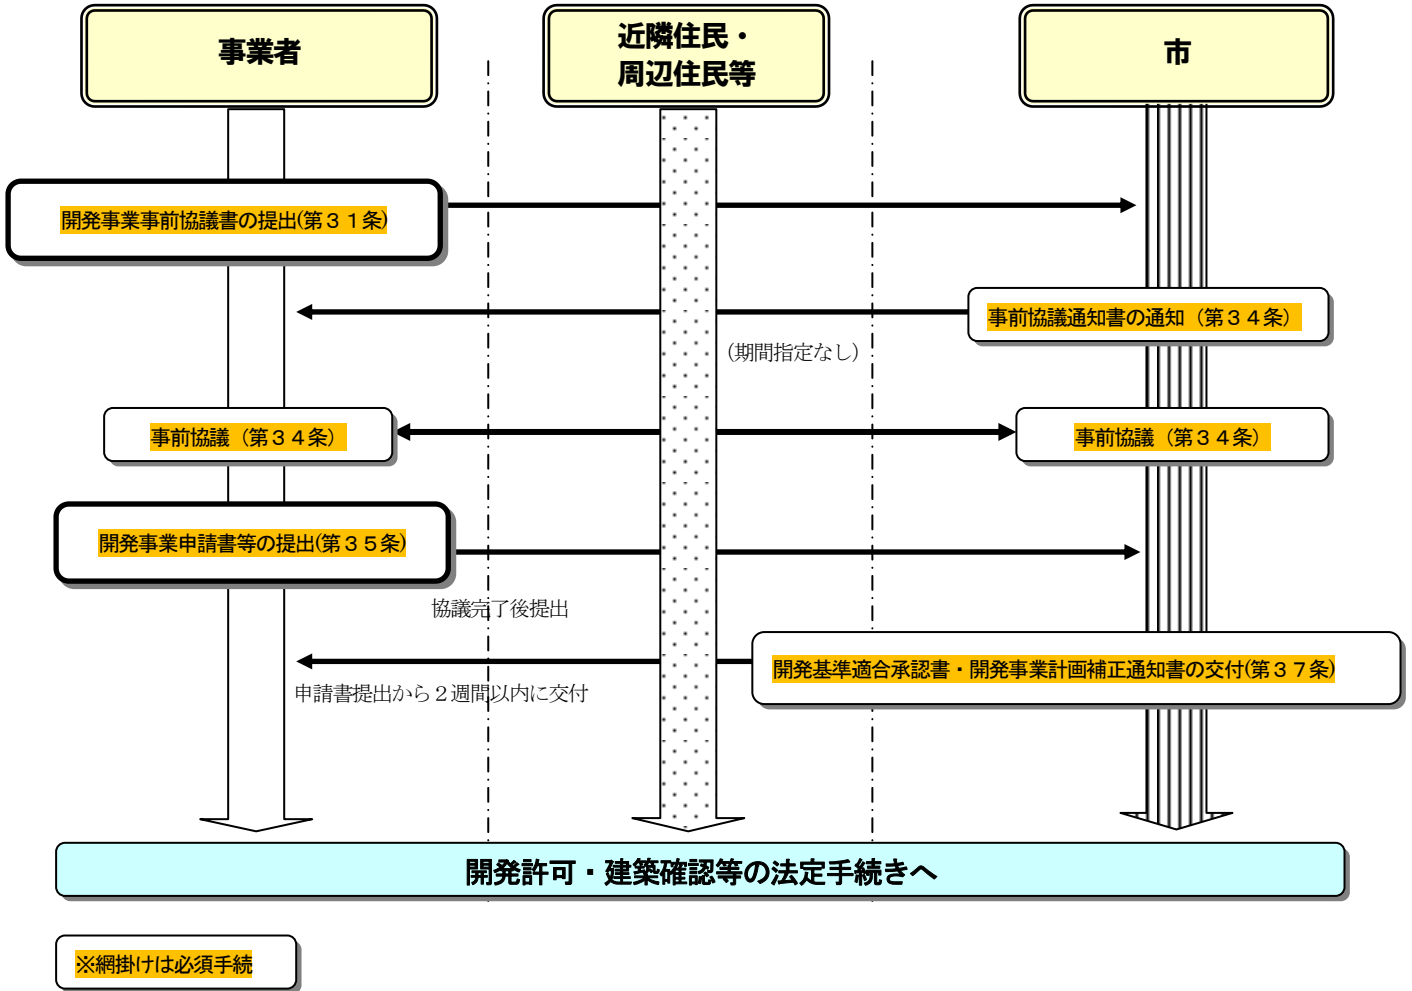 事業者
近隣住民・
周辺住民等
市
開発事業事前協議書の提出(第３１条)
事前協議通知書の通知（第３４条）
（期間指定なし）
事前協議（第３４条）
事前協議（第３４条）
開発事業申請書等の提出(第３５条)
協議完了後提出
開発基準適合承認書・開発事業計画補正通知書の交付(第３７条)
申請書提出から２週間以内に交付
開発許可・建築確認等の法定手続きへ
※網掛けは必須手続